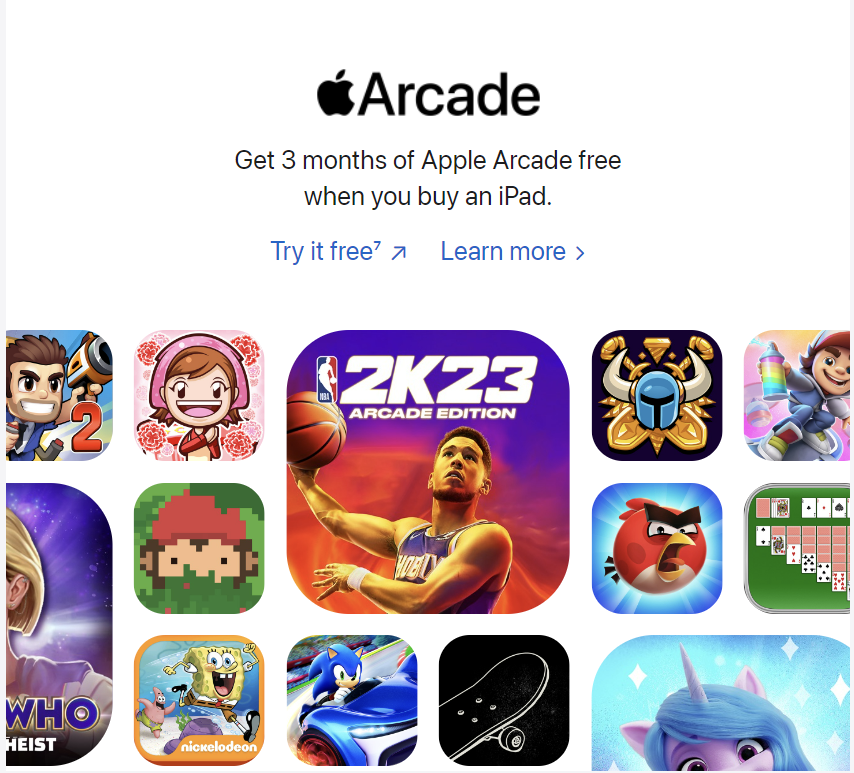 Arcade
Get 3 months of Apple Arcade free
when you buy an iPad.
Try it free⁷ ↗ Learn more >
2
NBA
2K23
ARCADE EDITION
WHO
HEIST
nickelodeon